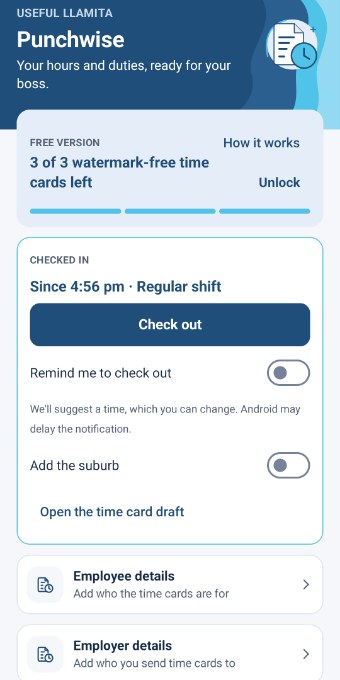 USEFUL LLAMITA
Punchwise
Your hours and duties, ready for your
boss.
FREE VERSION
How it works
3 of 3 watermark-free time
cards left
Unlock
CHECKED IN
Since 4:56 pm · Regular shift
Check out
Remind me to check out
We'll suggest a time, which you can change. Android may
delay the notification.
Add the suburb
Open the time card draft
Employee details
Add who the time cards are for
Employer details
Add who you send time cards to